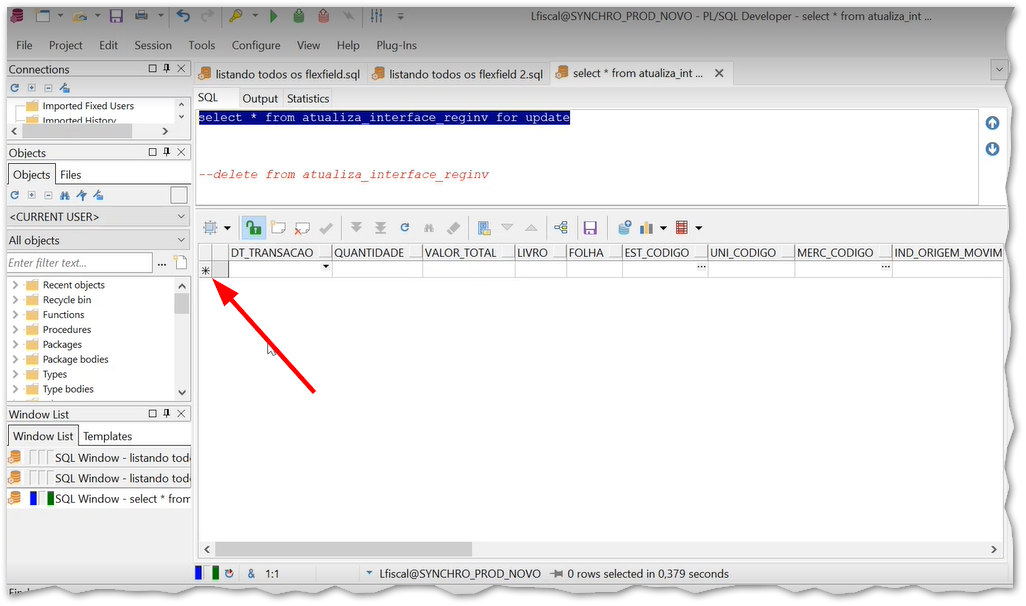 Lfiscal@SYNCHRO_PROD_NOVO - PL/SQL Developer - select * from atualiza_int ...
File Project Edit Session Tools Configure View Help Plug-Ins
Connections
Imported Fixed Users
Imported History
Objects
Objects Files
<CURRENT USER>
All objects
Enter filter text...
...
Recent objects
Recycle bin
Functions
Procedures
Packages
Package bodies
Types
Type bodies
Window List
Window List Templates
SQL Window - listando tod
SQL Window - listando tod
SQL Window - select * from
listando todos os flexfield.sql listando todos os flexfield 2.sql select * from atualiza_int ...
SQL Output Statistics
select * from atualiza_interface_reginv for update
--delete from atualiza_interface_reginv
DT_TRANSACAO QUANTIDADE VALOR_TOTAL LIVRO FOLHA EST_CODIGO UNI_CODIGO MERC_CODIGO IND_ORIGEM_MOVIM
* ... ...
& 1:1 Lfiscal@SYNCHRO_PROD_NOVO 0 rows selected in 0,379 seconds